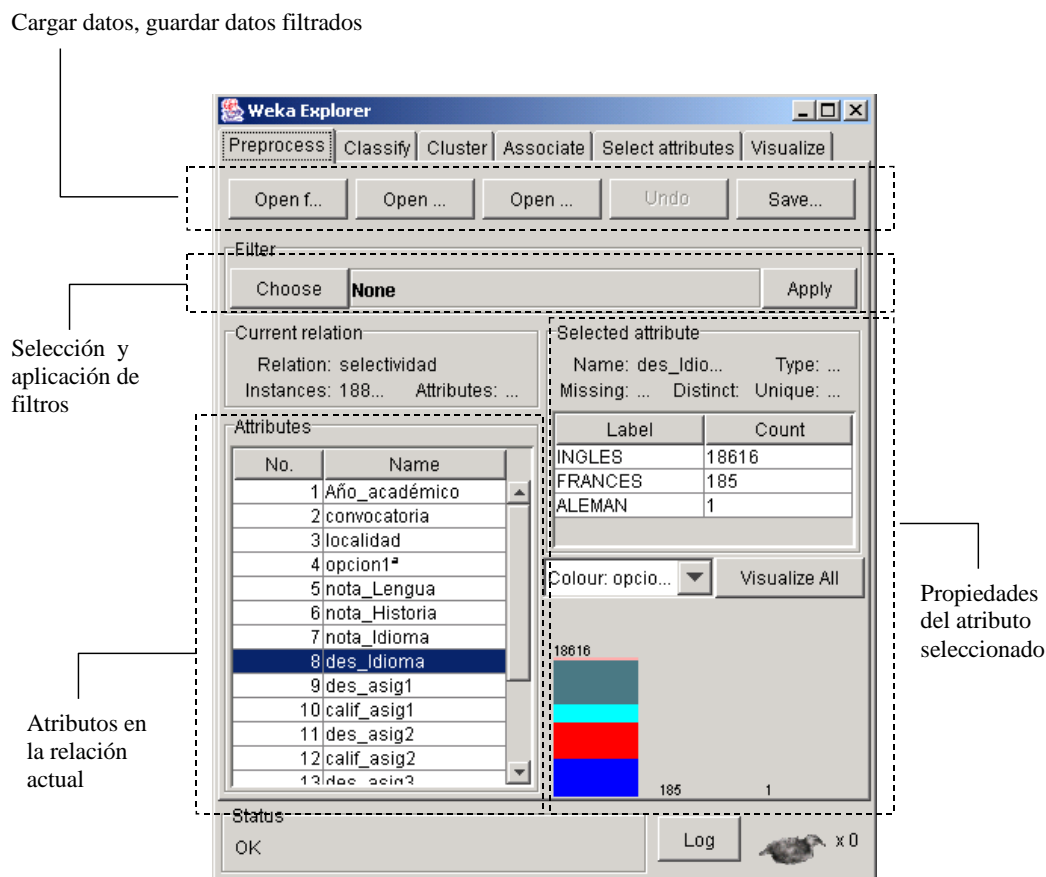 Cargar datos, guardar datos filtrados
Weka Explorer
Preprocess Classify Cluster Associate Select attributes Visualize
Open f... Open ... Open ... Undo Save...
Filter
Choose None Apply
Selección y
aplicación de
filtros
Current relation
Relation: selectividad
Instances: 188... Attributes: ...
Selected attribute
Name: des_Idio... Type: ...
Missing: ... Distinct: Unique: ...
Label Count
INGLES 18616
FRANCES 185
ALEMAN 1
Attributes
No. Name
1 Año_académico
2 convocatoria
3 localidad
4 opcion1ª
5 nota_Lengua
6 nota_Historia
7 nota_Idioma
8 des_Idioma
9 des_asig1
10 calif_asig1
11 des_asig2
12 calif_asig2
13 des_asig3
Colour: opcio... Visualize All
18616
185
1
Propiedades
del atributo
seleccionado
Atributos en
la relación
actual
Status
OK
Log x 0